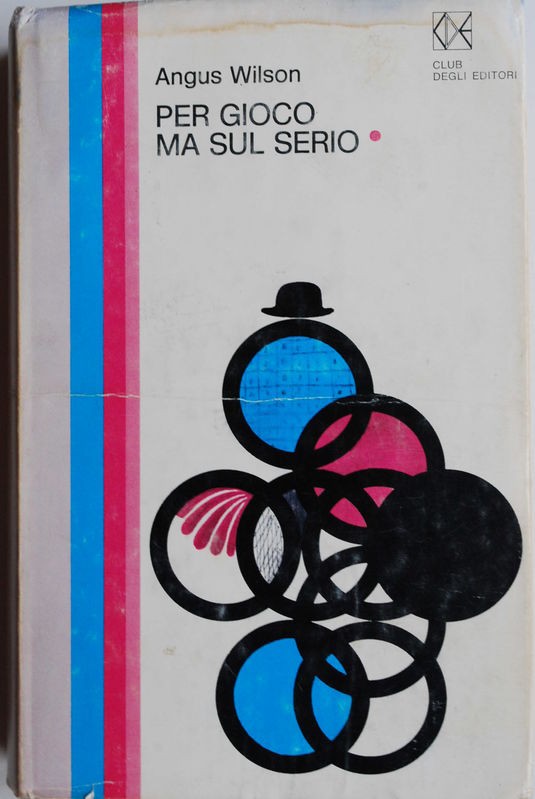 Angus Wilson
PER GIOCO
MA SUL SERIO
CLUB
DEGLI EDITORI